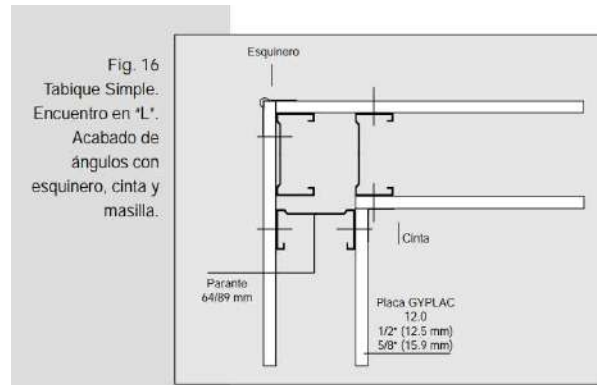 Fig. 16
Tabique Simple.
Encuentro en "L".
Acabado de
ángulos con
esquinero, cinta y
masilla.
Esquinero
Cinta
Parante
64/89 mm
Placa GYPLAC
12.0
1/2" (12.5 mm)
5/8" (15.9 mm)